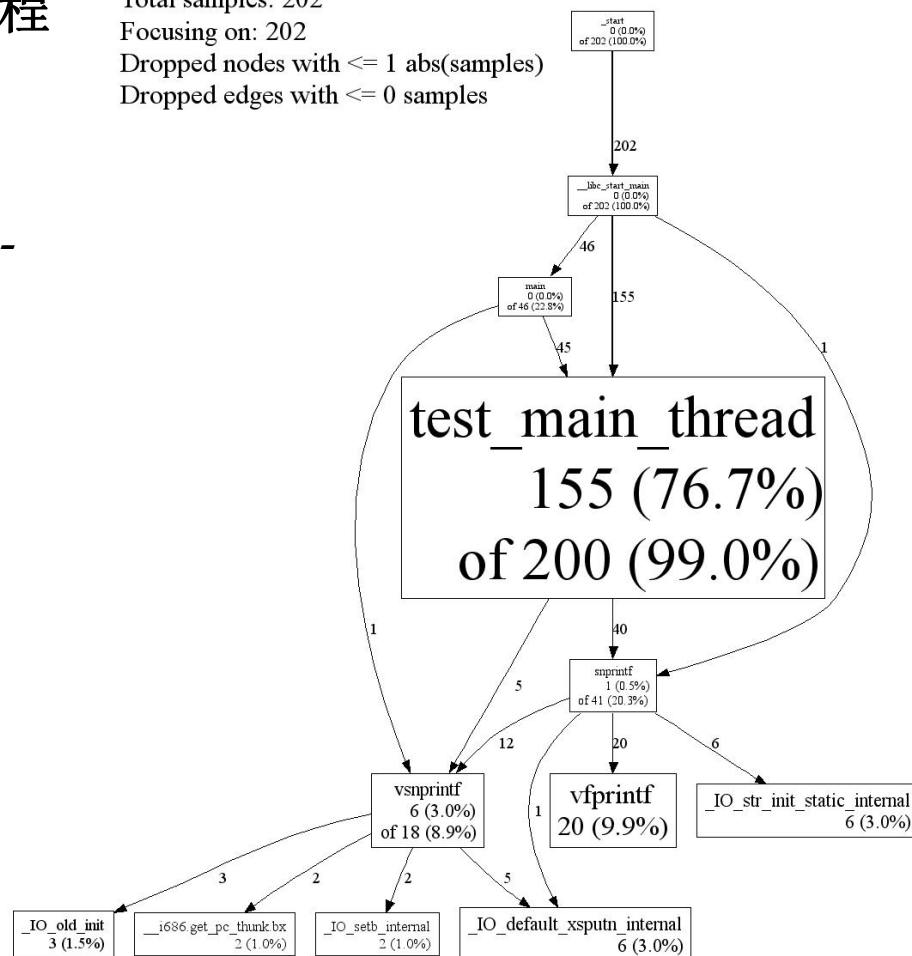 程
Total samples: 202
Focusing on: 202
Dropped nodes with <= 1 abs(samples)
Dropped edges with <= 0 samples
-
_start
0 (0.0%)
of 202 (100.0%)
202
__libc_start_main
0 (0.0%)
of 202 (100.0%)
46
155
1
main
0 (0.0%)
of 46 (22.8%)
45
test_main_thread
155 (76.7%)
of 200 (99.0%)
1
5
40
snprintf
1 (0.5%)
of 41 (20.3%)
12
1
20
6
vsnprintf
6 (3.0%)
of 18 (8.9%)
vfprintf
20 (9.9%)
_IO_str_init_static_internal
6 (3.0%)
3
2
2
5
_IO_old_init
3 (1.5%)
__i686.get_pc_thunk.bx
2 (1.0%)
_IO_setb_internal
2 (1.0%)
_IO_default_xsputn_internal
6 (3.0%)